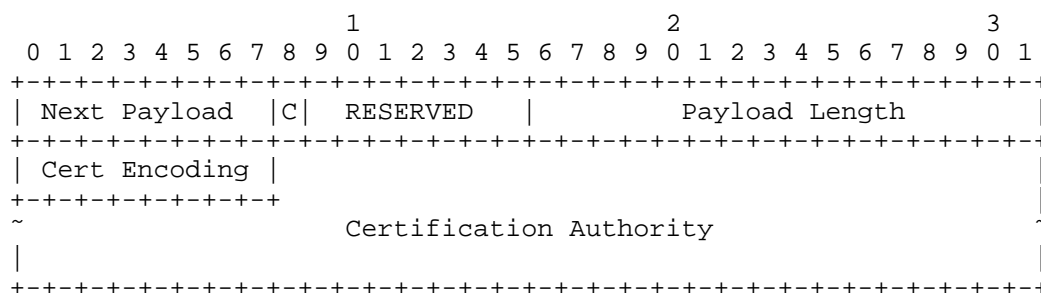 1                   2                   3
 0 1 2 3 4 5 6 7 8 9 0 1 2 3 4 5 6 7 8 9 0 1 2 3 4 5 6 7 8 9 0 1
+-+-+-+-+-+-+-+-+-+-+-+-+-+-+-+-+-+-+-+-+-+-+-+-+-+-+-+-+-+-+-+-+
| Next Payload  |C|  RESERVED   |         Payload Length        |
+-+-+-+-+-+-+-+-+-+-+-+-+-+-+-+-+-+-+-+-+-+-+-+-+-+-+-+-+-+-+-+-+
| Cert Encoding |                                               |
+-+-+-+-+-+-+-+-+                                               |
~                    Certification Authority                    ~
|                                                               |
+-+-+-+-+-+-+-+-+-+-+-+-+-+-+-+-+-+-+-+-+-+-+-+-+-+-+-+-+-+-+-+-+